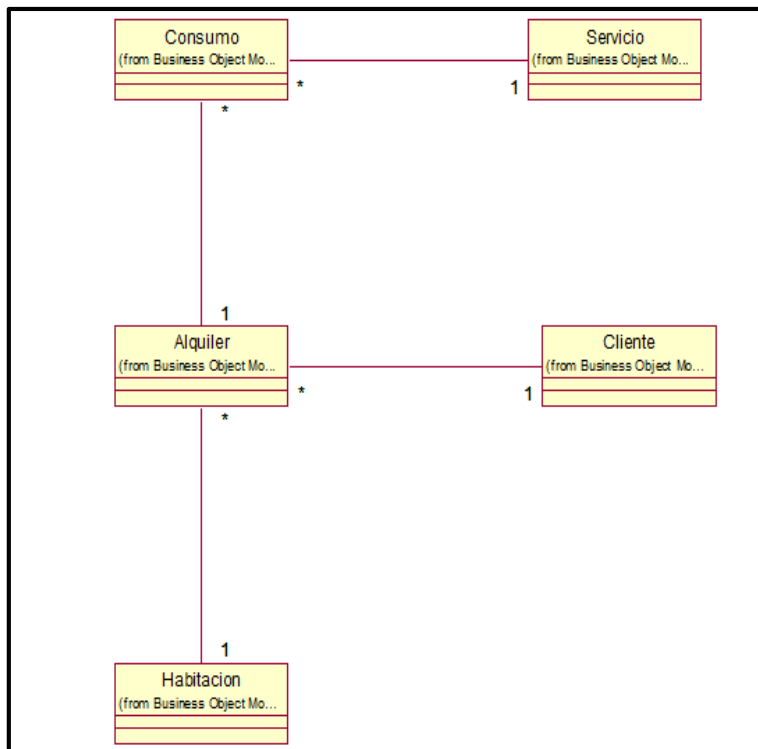 Consumo
(from Business Object Mo...
Servicio
(from Business Object Mo...
*
1
*
1
Alquiler
(from Business Object Mo...
Cliente
(from Business Object Mo...
*
1
*
1
Habitacion
(from Business Object Mo...